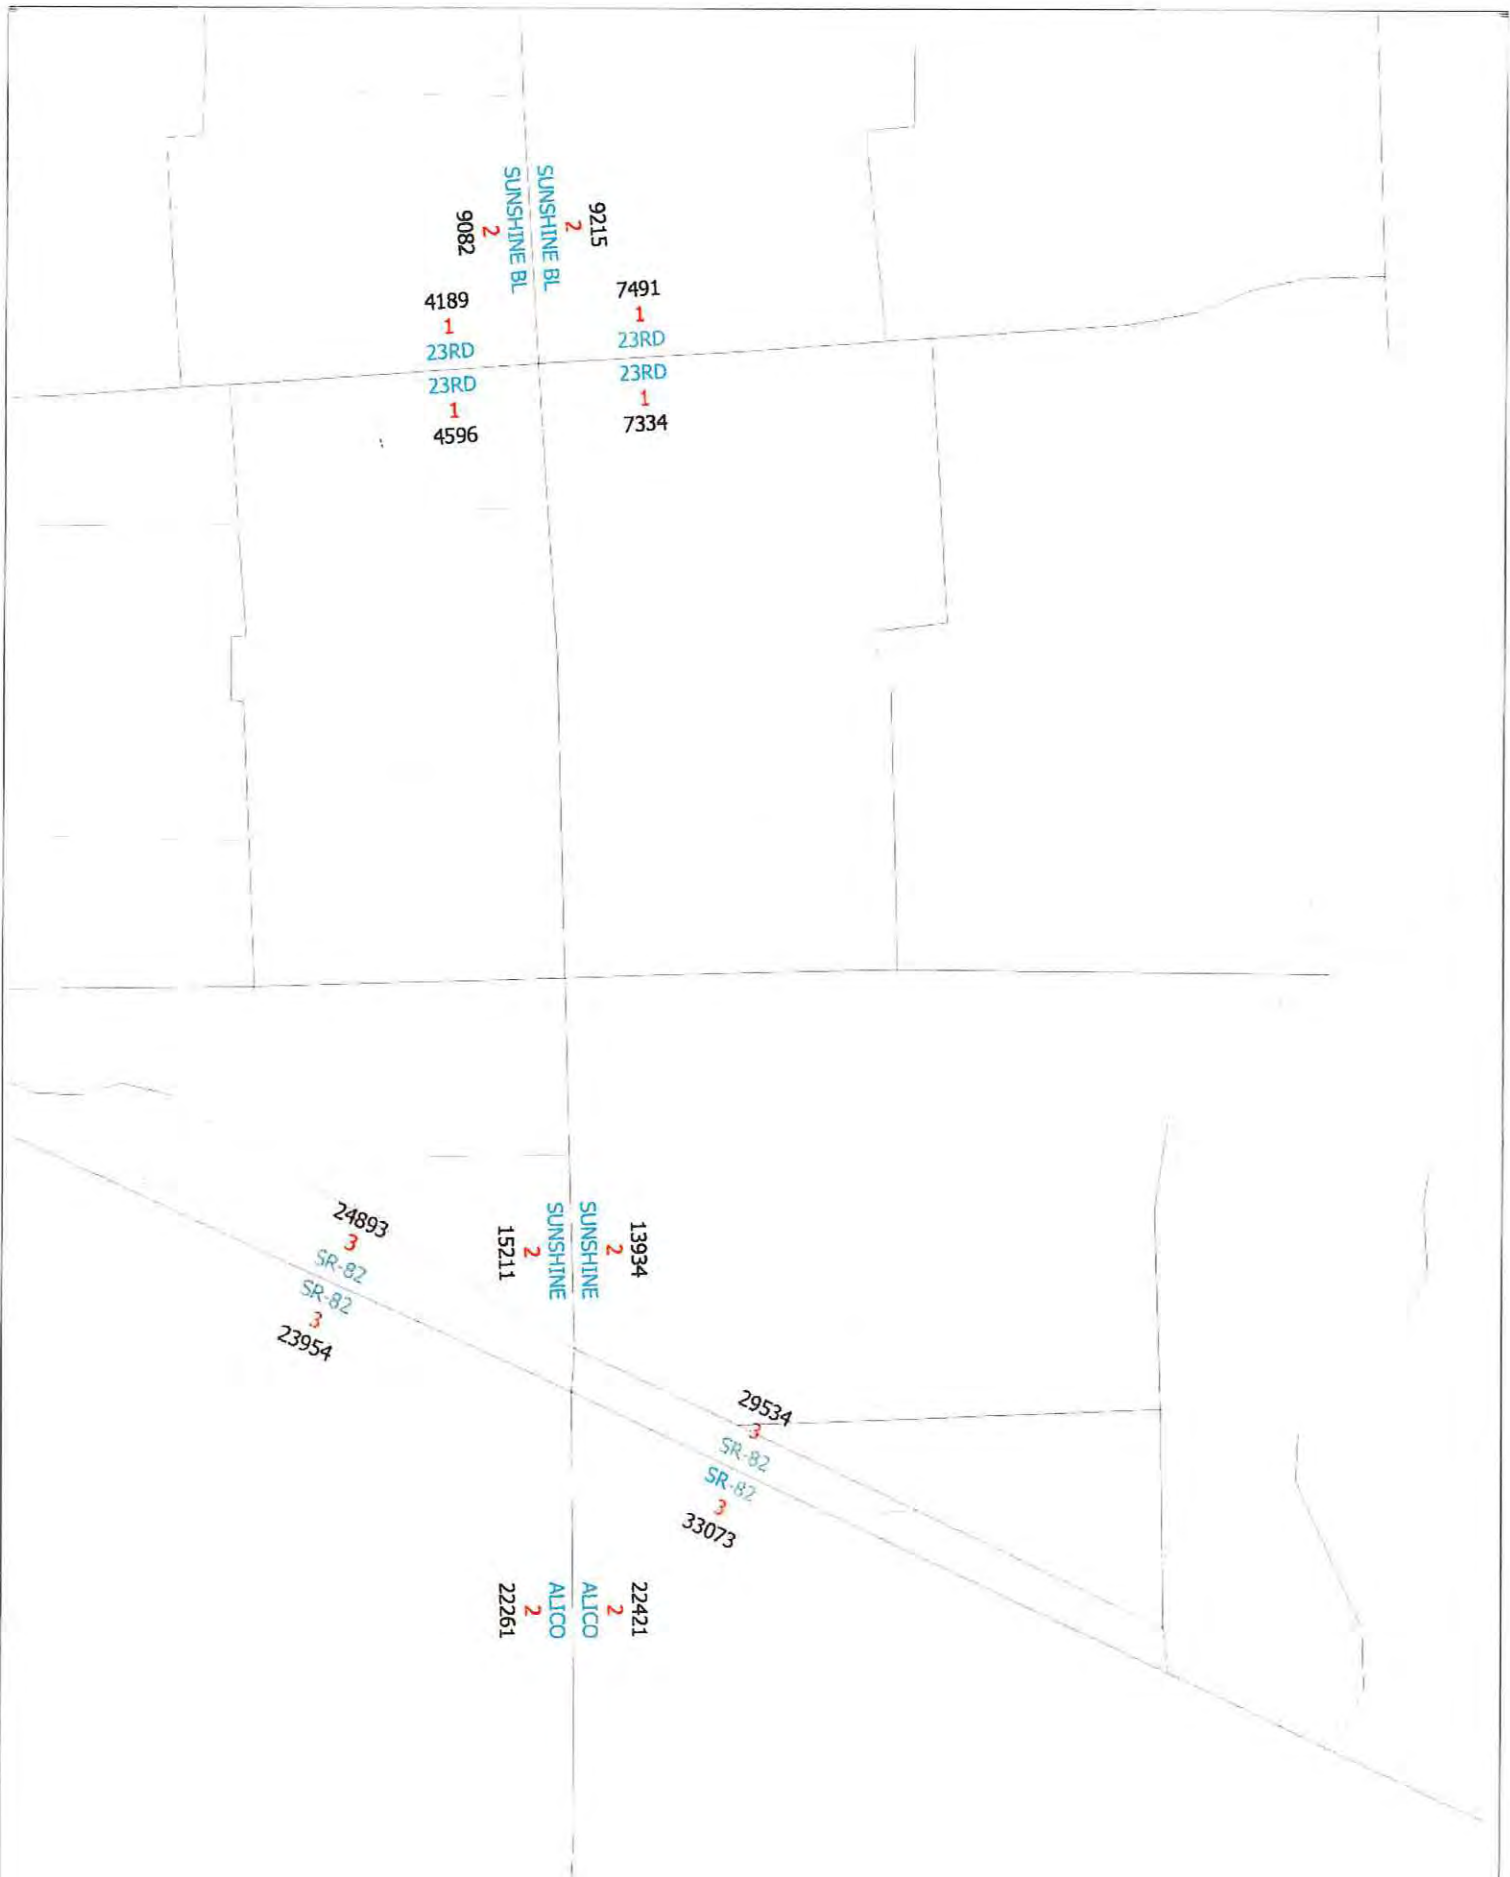 9215
2
SUNSHINE BL
SUNSHINE BL
2
9082
4189
1
23RD
23RD
1
4596
7491
1
23RD
23RD
1
7334
13934
2
SUNSHINE
SUNSHINE
2
15211
24893
3
SR-82
SR-82
3
23954
29534
3
SR-82
SR-82
3
33073
22421
2
ALICO
ALICO
2
22261